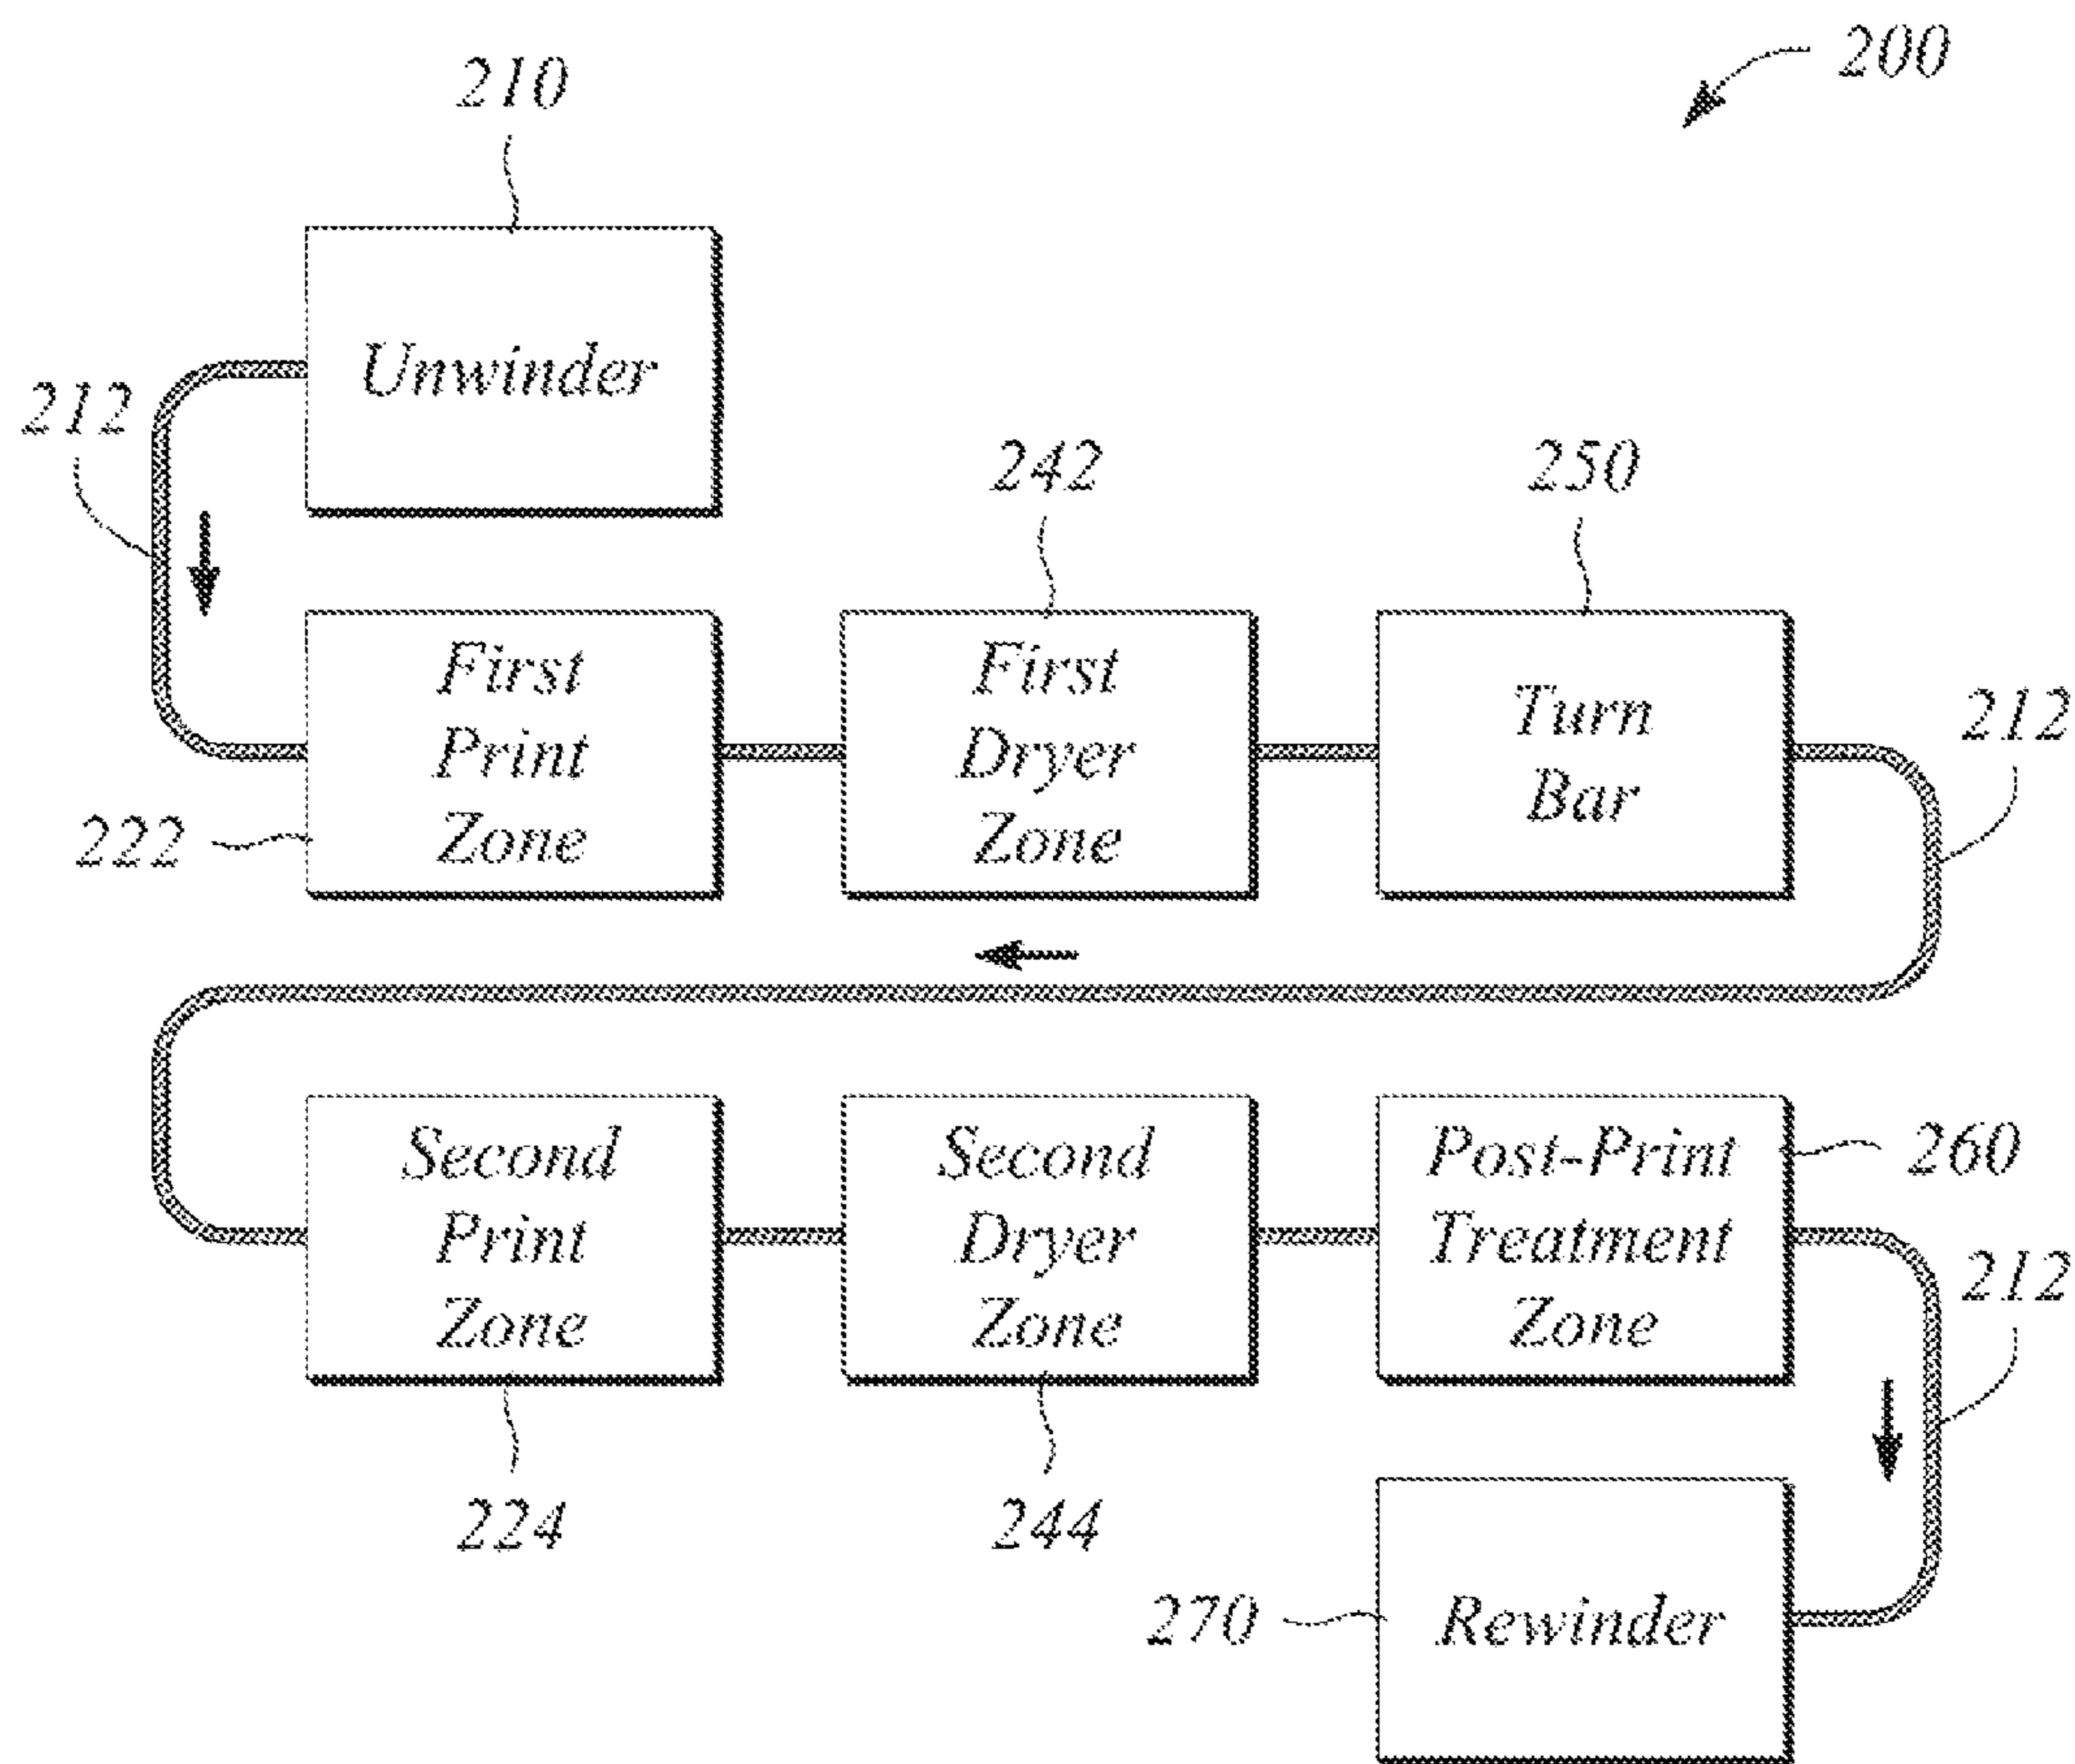 200
210
Unwinder
212
242
250
First
Print
Zone
First
Dryer
Zone
Turn
Bar
212
222
Second
Print
Zone
Second
Dryer
Zone
Post-Print
Treatment
Zone
260
212
224
244
270
Rewinder